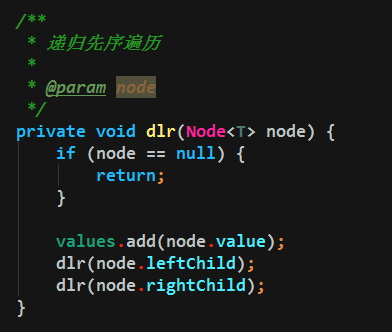 /**
 * 递归先序遍历
 *
 * @param node
 */
private void dlr(Node<T> node) {
    if (node == null) {
        return;
    }

    values.add(node.value);
    dlr(node.leftChild);
    dlr(node.rightChild);
}